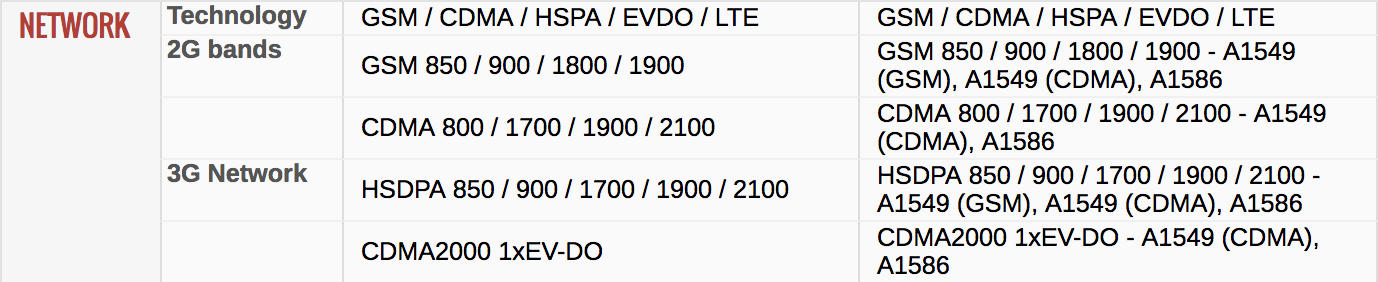 NETWORK
Technology
GSM / CDMA / HSPA / EVDO / LTE
GSM / CDMA / HSPA / EVDO / LTE
2G bands
GSM 850 / 900 / 1800 / 1900
GSM 850 / 900 / 1800 / 1900 - A1549
(GSM), A1549 (CDMA), A1586
CDMA 800 / 1700 / 1900 / 2100
CDMA 800 / 1700 / 1900 / 2100 - A1549
(CDMA), A1586
3G Network
HSDPA 850 / 900 / 1700 / 1900 / 2100
HSDPA 850 / 900 / 1700 / 1900 / 2100 -
A1549 (GSM), A1549 (CDMA), A1586
CDMA2000 1xEV-DO
CDMA2000 1xEV-DO - A1549 (CDMA),
A1586